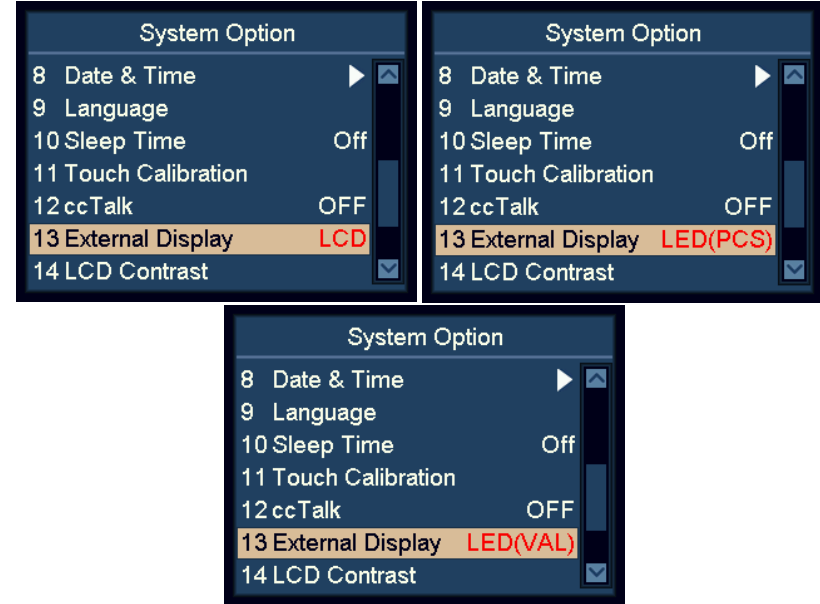 System Option
8 Date & Time
9 Language
10 Sleep Time Off
11 Touch Calibration
12 ccTalk OFF
13 External Display LCD
14 LCD Contrast
System Option
8 Date & Time
9 Language
10 Sleep Time Off
11 Touch Calibration
12 ccTalk OFF
13 External Display LED(PCS)
14 LCD Contrast
System Option
8 Date & Time
9 Language
10 Sleep Time Off
11 Touch Calibration
12 ccTalk OFF
13 External Display LED(VAL)
14 LCD Contrast